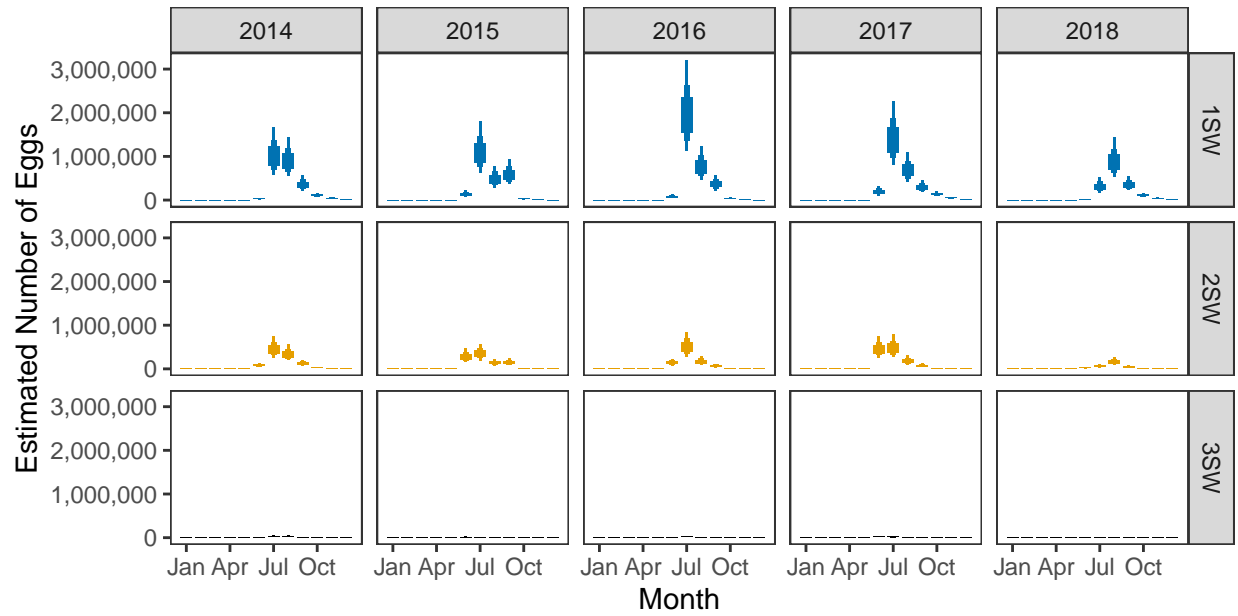 2014 2015 2016 2017 2018
Estimated Number of Eggs
3,000,000
2,000,000
1,000,000
0
1SW
3,000,000
2,000,000
1,000,000
0
2SW
3,000,000
2,000,000
1,000,000
0
3SW
Jan Apr Jul Oct Jan Apr Jul Oct Jan Apr Jul Oct Jan Apr Jul Oct Jan Apr Jul Oct
Month